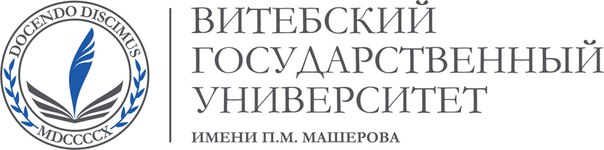 DOCENDO DISCIMUS
MDCCCCX
ВИТЕБСКИЙ
ГОСУДАРСТВЕННЫЙ
УНИВЕРСИТЕТ
ИМЕНИ П.М. МАШЕРОВА